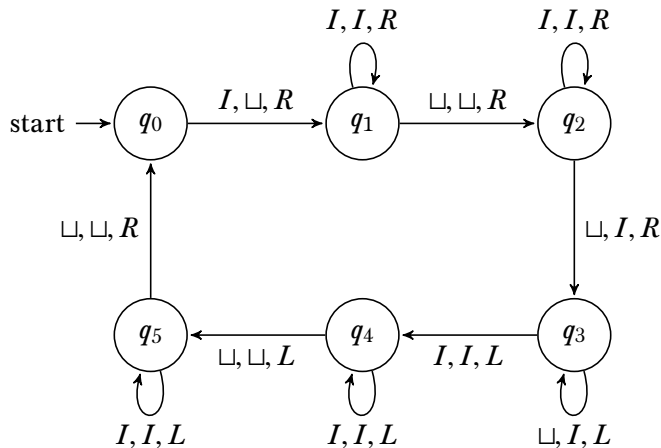 I, I, R I, I, R
start q₀ I, ⊔, R q₁ ⊔, ⊔, R q₂
⊔, ⊔, R ⊔, I, R
q₅ ⊔, ⊔, L q₄ I, I, L q₃
I, I, L I, I, L ⊔, I, L